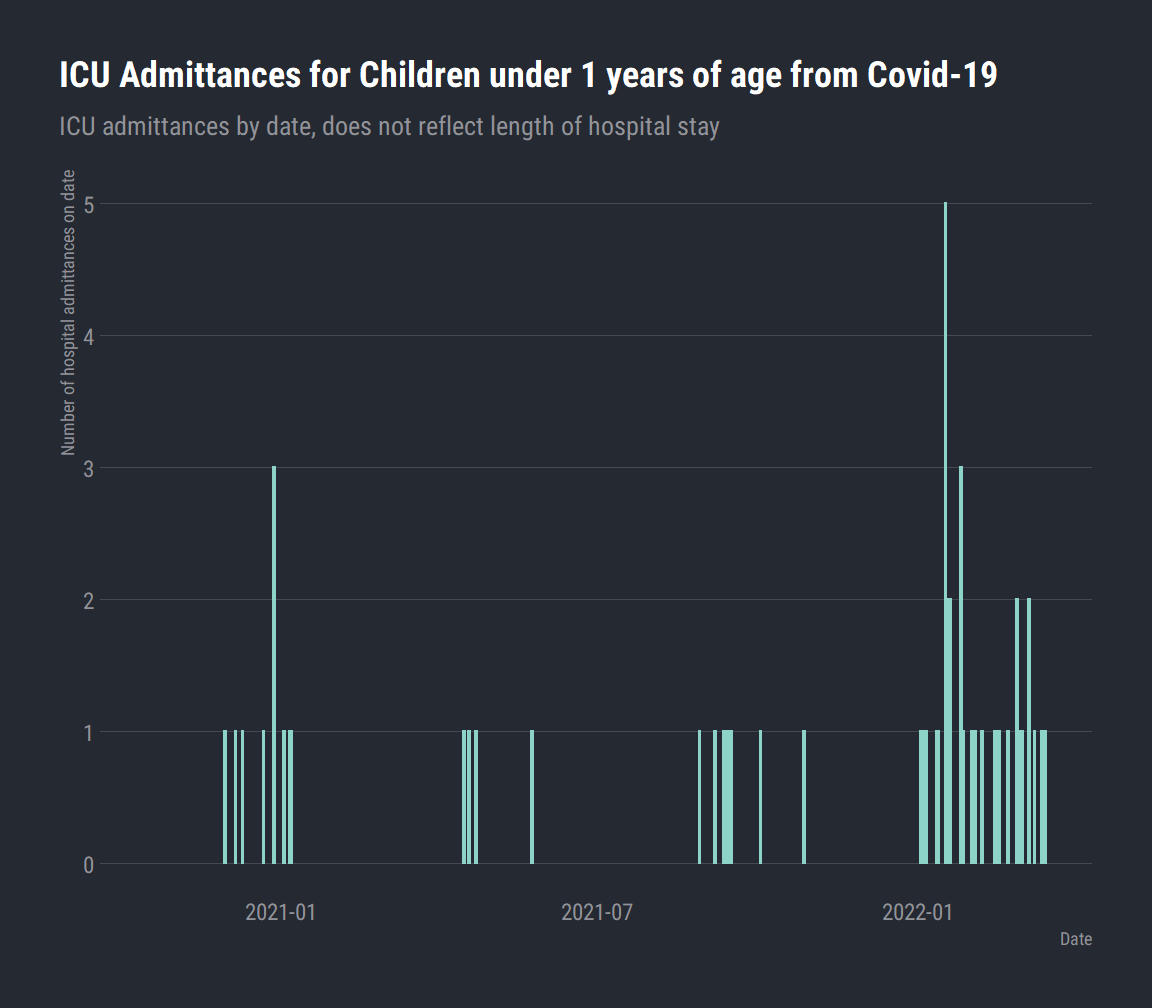 ICU Admittances for Children under 1 years of age from Covid-19
ICU admittances by date, does not reflect length of hospital stay
Number of hospital admittances on date
5
4
3
2
1
0
2021-01
2021-07
2022-01
Date